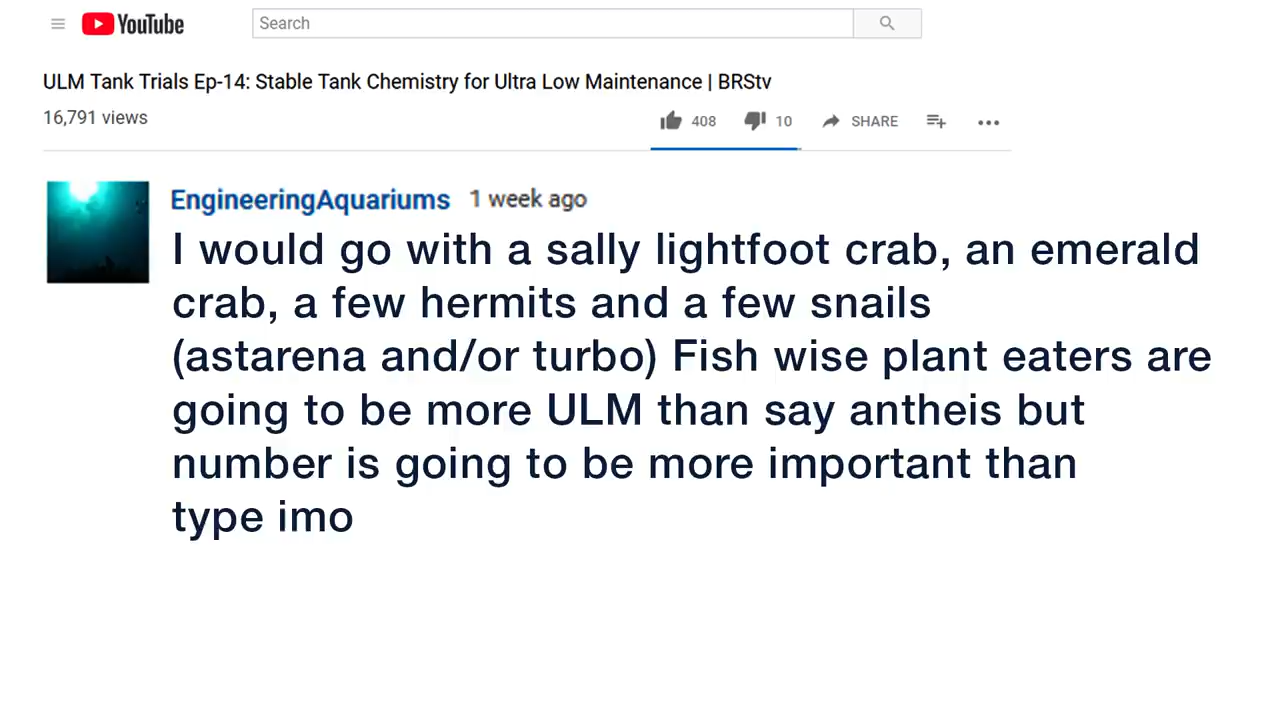 YouTube
Search
ULM Tank Trials Ep-14: Stable Tank Chemistry for Ultra Low Maintenance | BRStv
16,791 views
408
10
SHARE
EngineeringAquariums 1 week ago
I would go with a sally lightfoot crab, an emerald
crab, a few hermits and a few snails
(astarena and/or turbo) Fish wise plant eaters are
going to be more ULM than say antheis but
number is going to be more important than
type imo